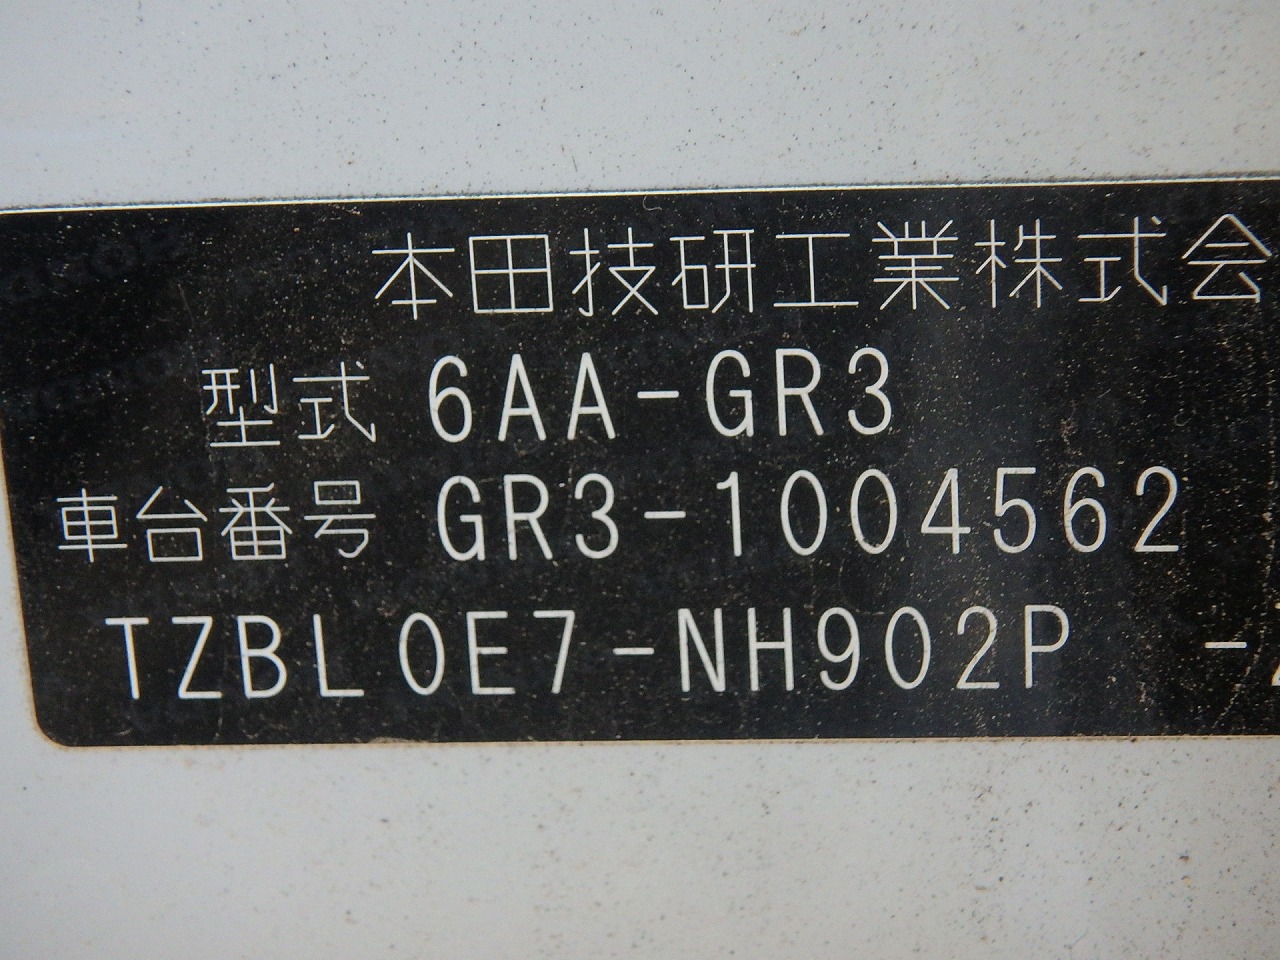 本田技研工業株式会
型式 6AA-GR3
車台番号 GR3-1004562
TZBL0E7-NH902P -